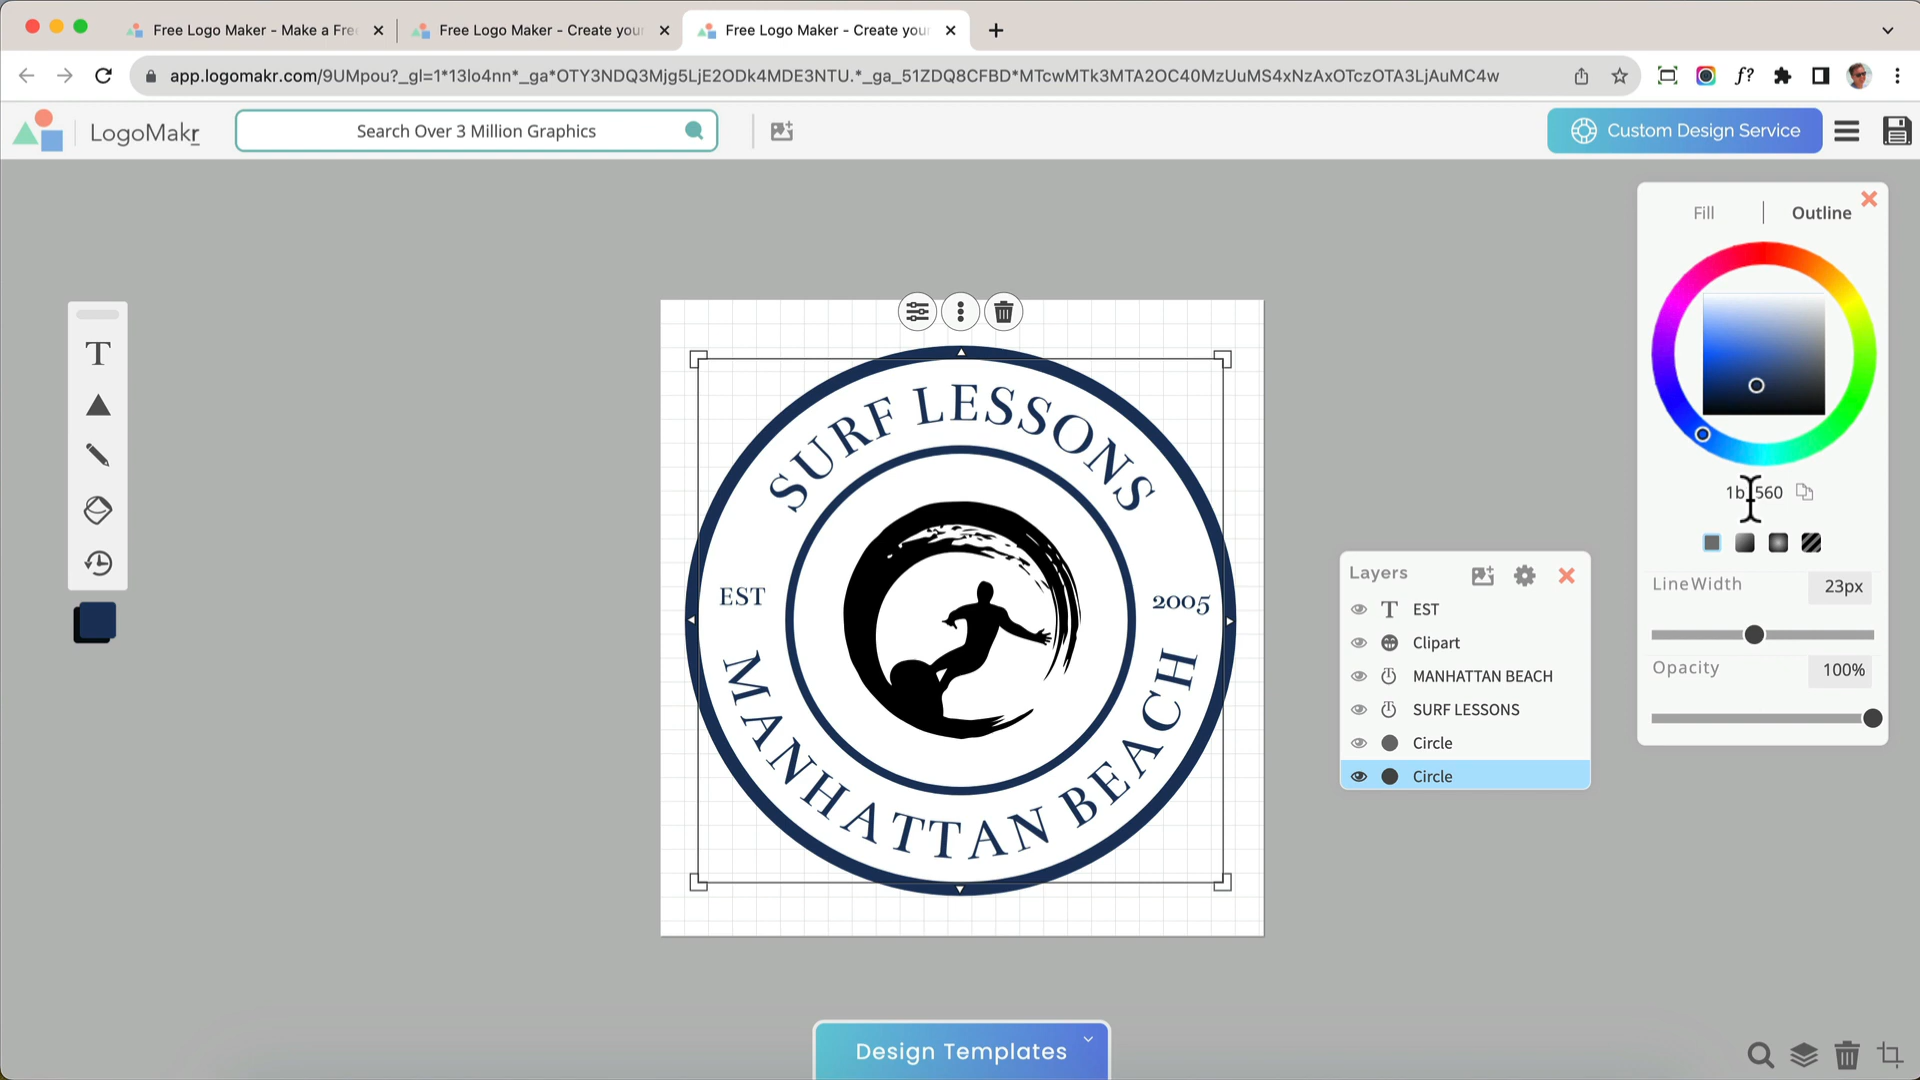 Free Logo Maker - Make a Fre
Free Logo Maker - Create you
Free Logo Maker - Create you
app.logomakr.com/9UMpou?_gl=1*13lo4nn*_ga*OTY3NDQ3Mjg5LjE2ODk4MDE3NTU.*_ga_51ZDQ8CFBD*MTcwMTk3MTA2OC40MzUuMS4xNzAxOTczOTA3LjAuMC4w
f?
LogoMakr
Search Over 3 Million Graphics
Custom Design Service
Fill
Outline
T
SURF LESSONS
EST
2005
MANHATTAN BEACH
Layers
T EST
Clipart
MANHATTAN BEACH
SURF LESSONS
Circle
Circle
LineWidth
23px
Opacity
100%
Design Templates